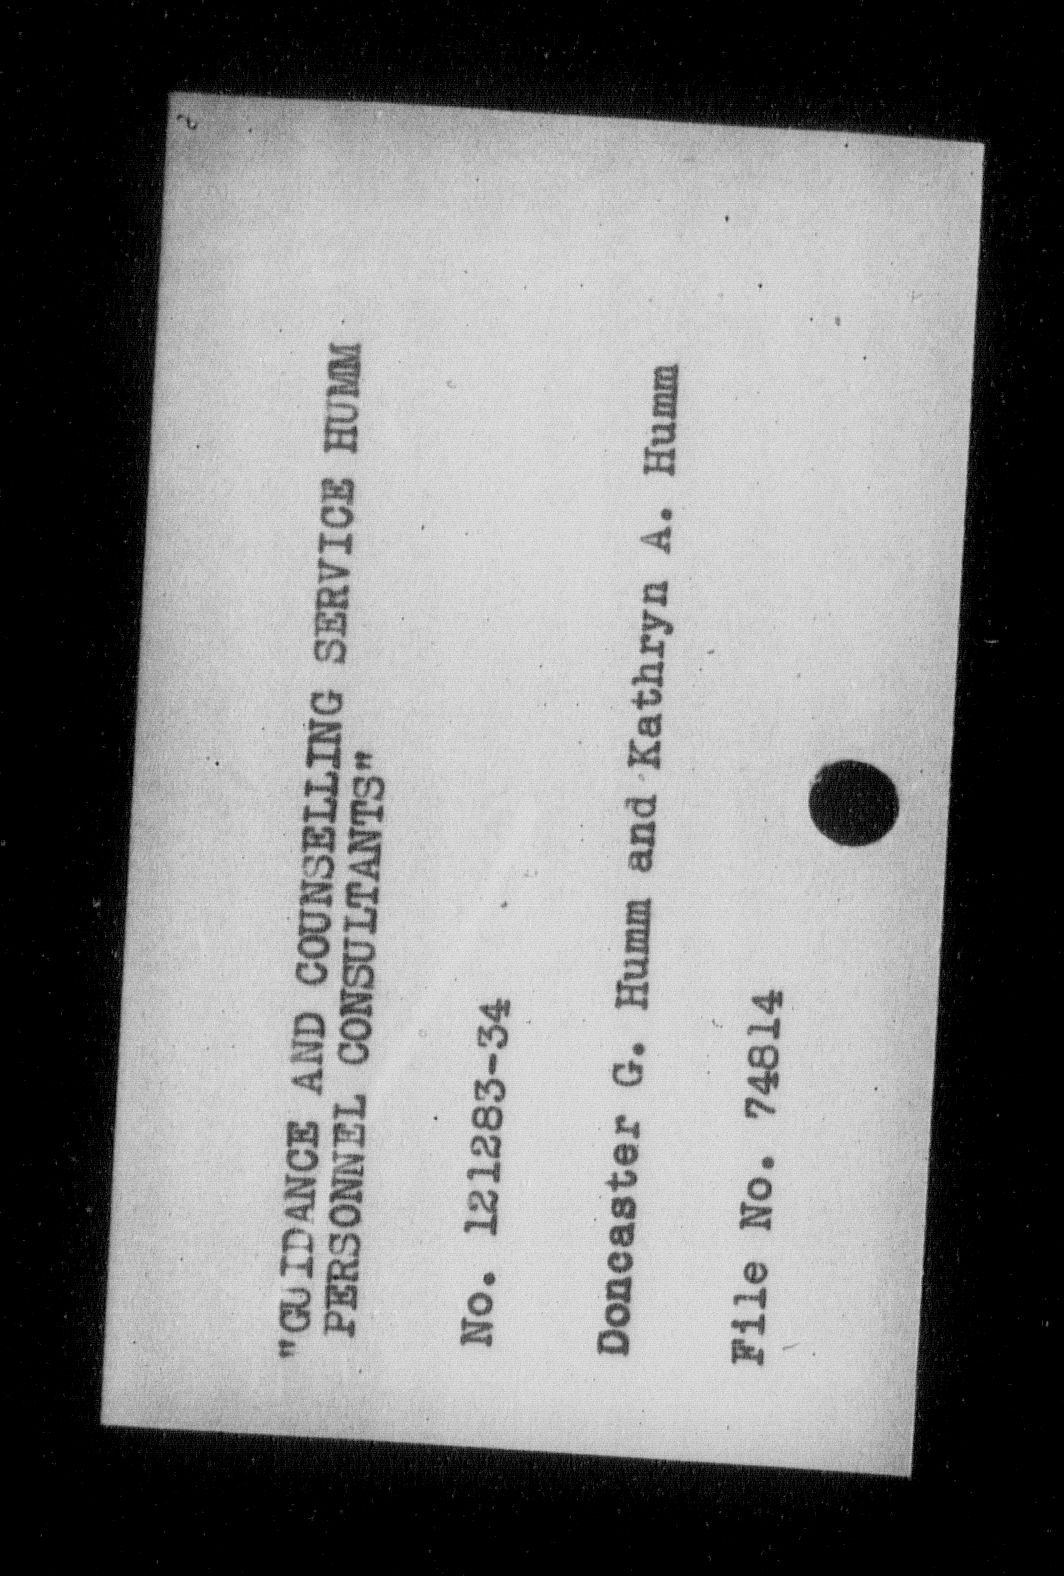 "GUIDANCE AND COUNSELLING SERVICE HUMM
PERSONNEL CONSULTANTS"
No. 121283-34
Doncaster G. Humm and Kathryn A. Humm
File No. 74814